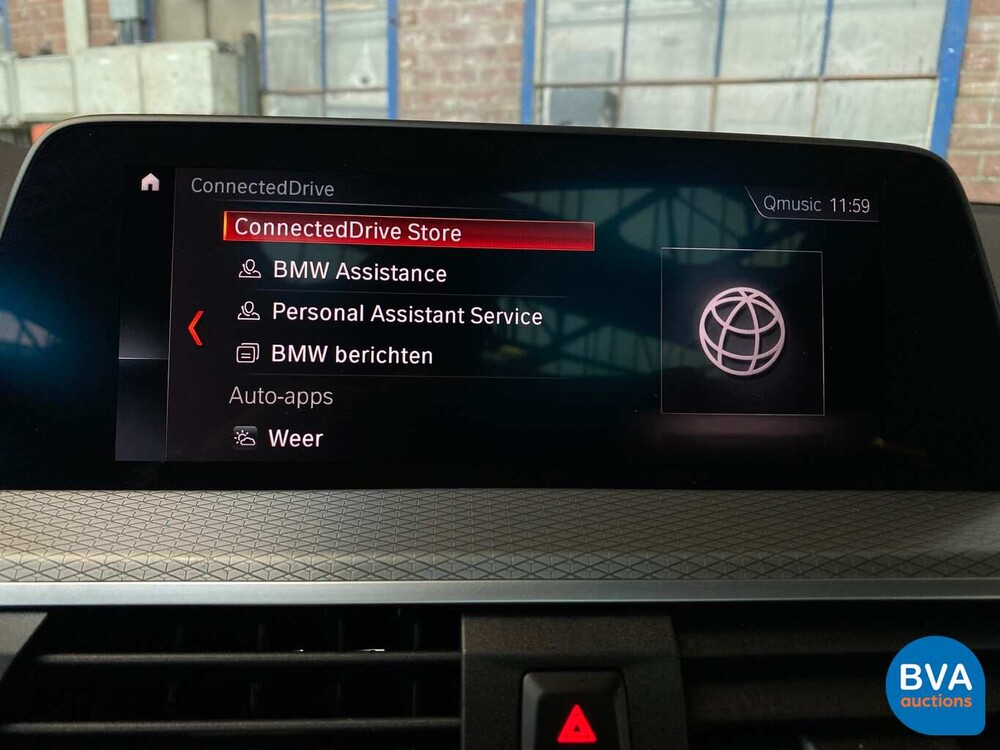 ConnectedDrive
Qmusic 11:59
ConnectedDrive Store
BMW Assistance
Personal Assistant Service
BMW berichten
Auto-apps
Weer
BVA
auctions